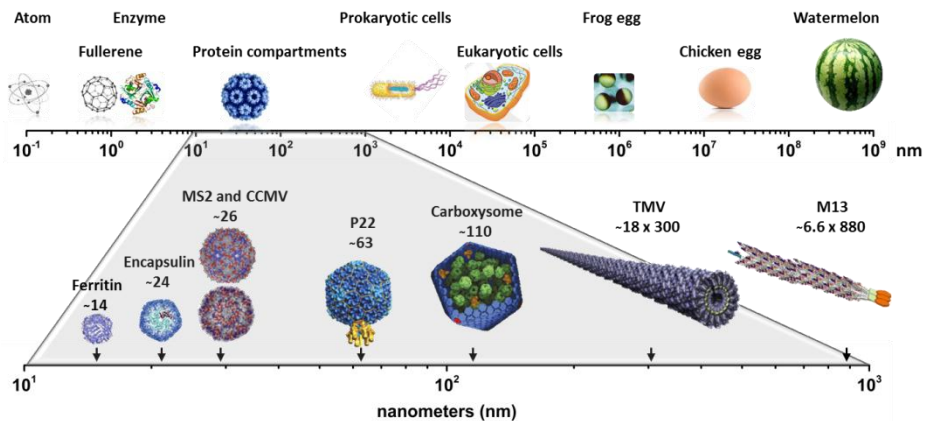 Atom
Enzyme
Prokaryotic cells
Frog egg
Watermelon
Fullerene
Protein compartments
Eukaryotic cells
Chicken egg
10⁻¹ 10⁰ 10¹ 10² 10³ 10⁴ 10⁵ 10⁶ 10⁷ 10⁸ 10⁹ nm
MS2 and CCMV
~26
P22
~63
Carboxysome
~110
TMV
~18 x 300
M13
~6.6 x 880
Encapsulin
~24
Ferritin
~14
10¹ 10² 10³
nanometers (nm)